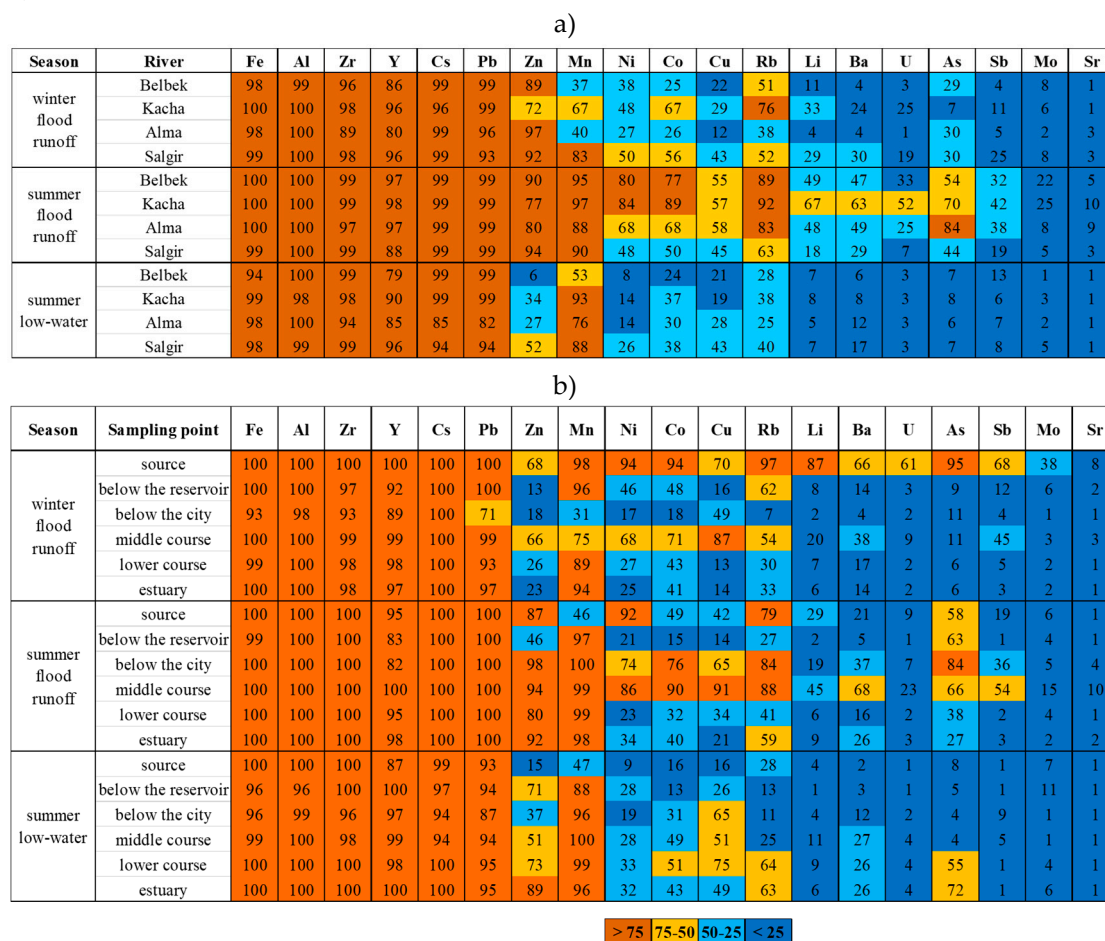 a)
Season River Fe Al Zr Y Cs Pb Zn Mn Ni Co Cu Rb Li Ba U As Sb Mo Sr
winter flood runoff
Belbek 98 99 96 86 99 99 89 37 38 25 22 51 11 4 3 29 4 8 1
Kacha 100 100 98 96 96 99 72 67 48 67 29 76 33 24 25 7 11 6 1
Alma 98 100 89 80 99 96 97 40 27 26 12 38 4 4 1 30 5 2 3
Salgir 99 100 98 96 99 93 92 83 50 56 43 52 29 30 19 30 25 8 3
summer flood runoff
Belbek 100 100 99 97 99 99 90 95 80 77 55 89 49 47 33 54 32 22 5
Kacha 100 100 99 98 99 99 77 97 84 89 57 92 67 63 52 70 42 25 10
Alma 100 100 97 97 99 99 80 88 68 68 58 83 48 49 25 84 38 8 9
Salgir 99 100 99 88 99 99 94 90 48 50 45 63 18 29 7 44 19 5 3
summer low-water
Belbek 94 100 99 79 99 99 6 53 8 24 21 28 7 6 3 7 13 1 1
Kacha 99 98 98 90 99 99 34 93 14 37 19 38 8 8 3 8 6 3 1
Alma 98 100 94 85 85 82 27 76 14 30 28 25 5 12 3 6 7 2 1
Salgir 98 99 99 96 94 94 52 88 26 38 43 40 7 17 3 7 8 5 1
b)
Season Sampling point Fe Al Zr Y Cs Pb Zn Mn Ni Co Cu Rb Li Ba U As Sb Mo Sr
winter flood runoff
source 100 100 100 100 100 100 68 98 94 94 70 97 87 66 61 95 68 38 8
below the reservoir 100 100 97 92 100 100 13 96 46 48 16 62 8 14 3 9 12 6 2
below the city 93 98 93 89 100 71 18 31 17 18 49 7 2 4 2 11 4 1 1
middle course 100 100 99 99 100 99 66 75 68 71 87 54 20 38 9 11 45 3 3
lower course 99 100 98 98 100 93 26 89 27 43 13 30 7 17 2 6 5 2 1
estuary 100 100 98 97 100 97 23 94 25 41 14 33 6 14 2 6 3 2 1
summer flood runoff
source 100 100 100 95 100 100 87 46 92 49 42 79 29 21 9 58 19 6 1
below the reservoir 99 100 100 83 100 100 46 97 21 15 14 27 2 5 1 63 1 4 1
below the city 100 100 100 82 100 100 98 100 74 76 65 84 19 37 7 84 36 5 4
middle course 100 100 100 100 100 100 94 99 86 90 91 88 45 68 23 66 54 15 10
lower course 100 100 100 95 100 100 80 99 23 32 34 41 6 16 2 38 2 4 1
estuary 100 100 100 98 100 100 92 98 34 40 21 59 9 26 3 27 3 2 2
summer low-water
source 100 100 100 87 99 93 15 47 9 16 16 28 4 2 1 8 1 7 1
below the reservoir 96 96 100 100 97 94 71 88 28 13 26 13 1 3 1 5 1 11 1
below the city 96 99 96 97 94 87 37 96 19 31 65 11 4 12 2 4 9 1 1
middle course 99 100 98 99 94 94 51 100 28 49 51 25 11 27 4 4 5 1 1
lower course 100 100 100 98 100 95 73 99 33 51 75 64 9 26 4 55 1 4 1
estuary 100 100 100 100 100 95 89 96 32 43 49 63 6 26 4 72 1 6 1
> 75 75-50 50-25 < 25